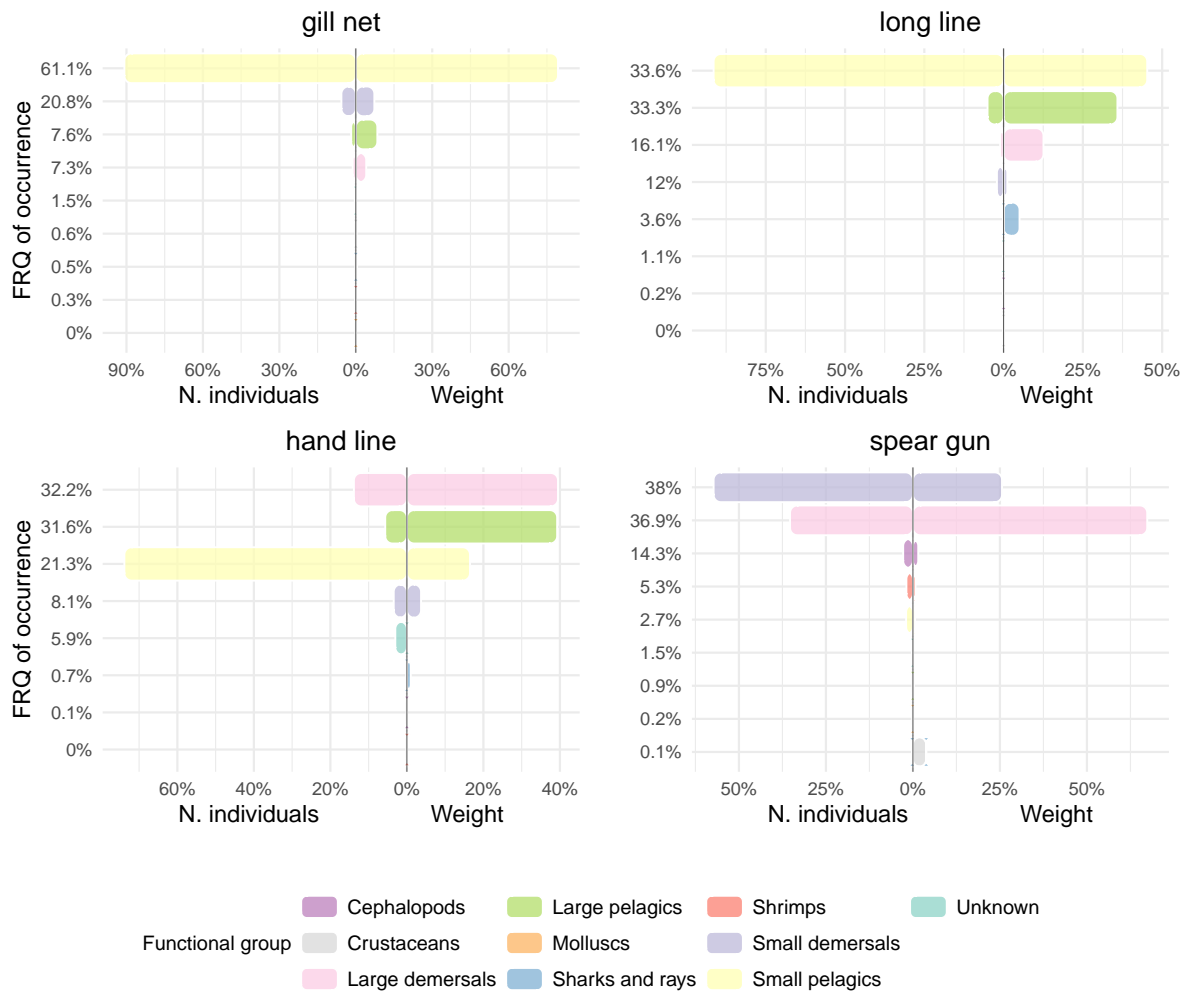 gill net
FRQ of occurrence
61.1%
20.8%
7.6%
7.3%
1.5%
0.6%
0.5%
0.3%
0%
90% 60% 30% 0% 30% 60%
N. individuals Weight
long line
33.6%
33.3%
16.1%
12%
3.6%
1.1%
0.2%
0%
75% 50% 25% 0% 25% 50%
N. individuals Weight
hand line
FRQ of occurrence
32.2%
31.6%
21.3%
8.1%
5.9%
0.7%
0.1%
0%
60% 40% 20% 0% 20% 40%
N. individuals Weight
spear gun
38%
36.9%
14.3%
5.3%
2.7%
1.5%
0.9%
0.2%
0.1%
50% 25% 0% 25% 50%
N. individuals Weight
Functional group
Cephalopods Large pelagics Shrimps Unknown
Crustaceans Molluscs Small demersals
Large demersals Sharks and rays Small pelagics